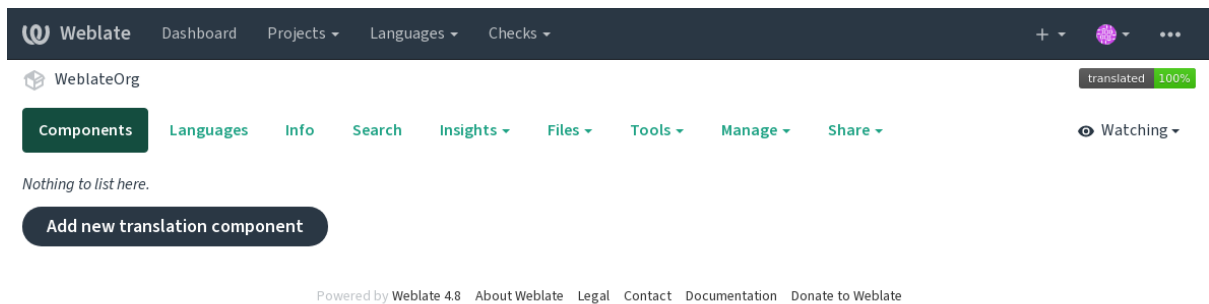 Weblate Dashboard Projects Languages Checks
WeblateOrg translated 100%
Components Languages Info Search Insights Files Tools Manage Share Watching
Nothing to list here.
Add new translation component
Powered by Weblate 4.8 About Weblate Legal Contact Documentation Donate to Weblate